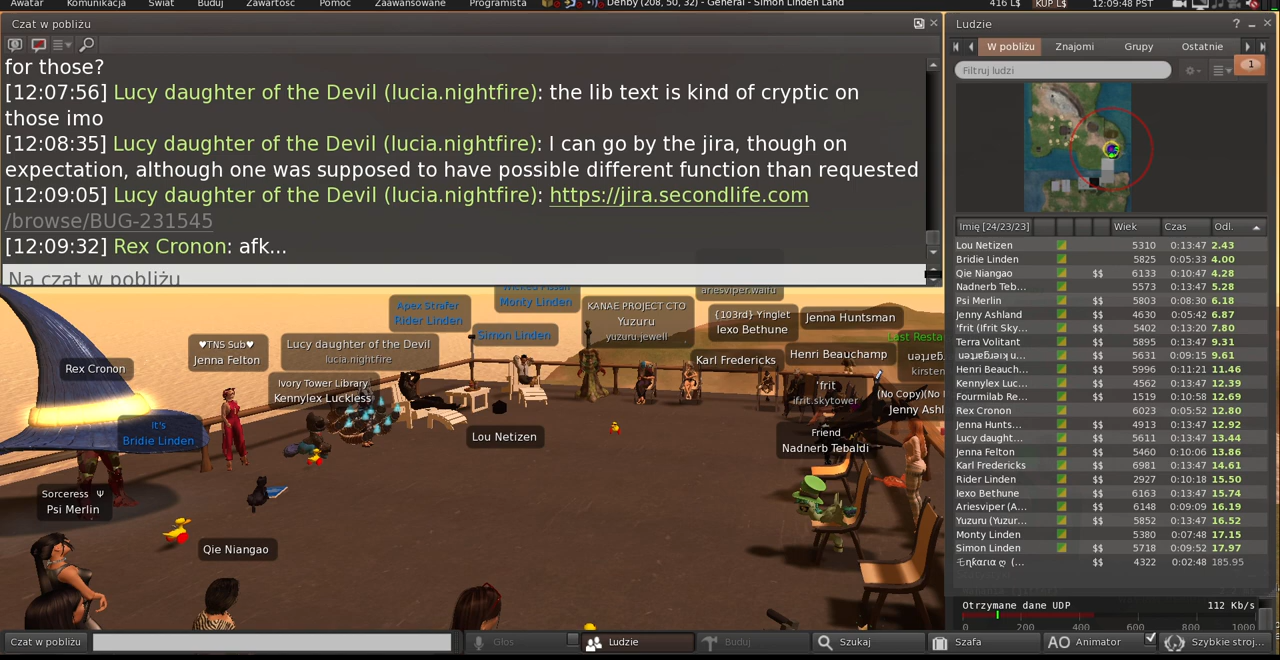 Awatar Komunikacja Świat Buduj Zawartość Pomoc Zaawansowane Programista Denby (208, 50, 32) - General - Simon Linden Land 416 L$ KUP L$ 12:09:48 PST
Czat w pobliżu
for those?
[12:07:56] Lucy daughter of the Devil (lucia.nightfire): the lib text is kind of cryptic on
those imo
[12:08:35] Lucy daughter of the Devil (lucia.nightfire): I can go by the jira, though on
expectation, although one was supposed to have possible different function than requested
[12:09:05] Lucy daughter of the Devil (lucia.nightfire): https://jira.secondlife.com
/browse/BUG-231545
[12:09:32] Rex Cronon: afk...
Na czat w pobliżu
ariesviper.waifu
Monty Linden
Apez Strafer
Rider Linden
Simon Linden
KANAE PROJECT CTO
Yuzuru
yuzuru.jewell
{103rd} Yinglet
Iexo Bethune
Jenna Huntsman
♥TNS Sub♥
Jenna Felton
Lucy daughter of the Devil
lucia.nightfire
Karl Fredericks
Henri Beauchamp
Last Resta
kirsten
Rex Cronon
Ivory Tower Library
Kennylex Luckless
'frit
ifrit.skytower
(No Copy)(No
Jenny Ashl
It's
Bridie Linden
Lou Netizen
Friend
Nadnerb Tebaldi
Sorceress Ψ
Psi Merlin
Qie Niangao
Ludzie
? _ ×
W pobliżu Znajomi Grupy Ostatnie
Filtruj ludzi
1
Imię [24/23/23] Wiek Czas Odl.
Lou Netizen 5310 0:13:47 2.43
Bridie Linden 5825 0:05:33 4.00
Qie Niangao $$ 6133 0:10:47 4.28
Nadnerb Teb... 5573 0:13:47 5.28
Psi Merlin $$ 5803 0:08:30 6.18
Jenny Ashland $$ 4630 0:05:42 6.87
'frit (Ifrit Sky... $$ 5402 0:13:20 7.80
Terra Volitant $$ 5895 0:13:47 9.31
$$ 5631 0:09:15 9.61
Henri Beauch... $$ 5996 0:11:21 11.46
Kennylex Luc... $$ 4562 0:13:47 12.39
Fourmilab Re... $$ 1519 0:10:58 12.69
Rex Cronon 6023 0:05:52 12.80
Jenna Hunts... $$ 4913 0:13:47 12.92
Lucy daught... $$ 5611 0:13:47 13.44
Jenna Felton $$ 5460 0:10:06 13.86
Karl Fredericks $$ 6981 0:13:47 14.61
Rider Linden $$ 2927 0:10:18 15.50
Iexo Bethune $$ 6163 0:13:47 15.74
Ariesviper (A... $$ 6148 0:09:09 16.19
Yuzuru (Yuzur... $$ 5852 0:13:47 16.52
Monty Linden 5380 0:07:48 17.15
Simon Linden $$ 5718 0:09:52 17.97
$$ 4322 0:02:48 185.95
Otrzymane dane UDP 112 Kb/s
0 200 400 600 800 1000
Czat w pobliżu Głos Ludzie Buduj Szukaj Szafa AO Animator Szybkie stroj...